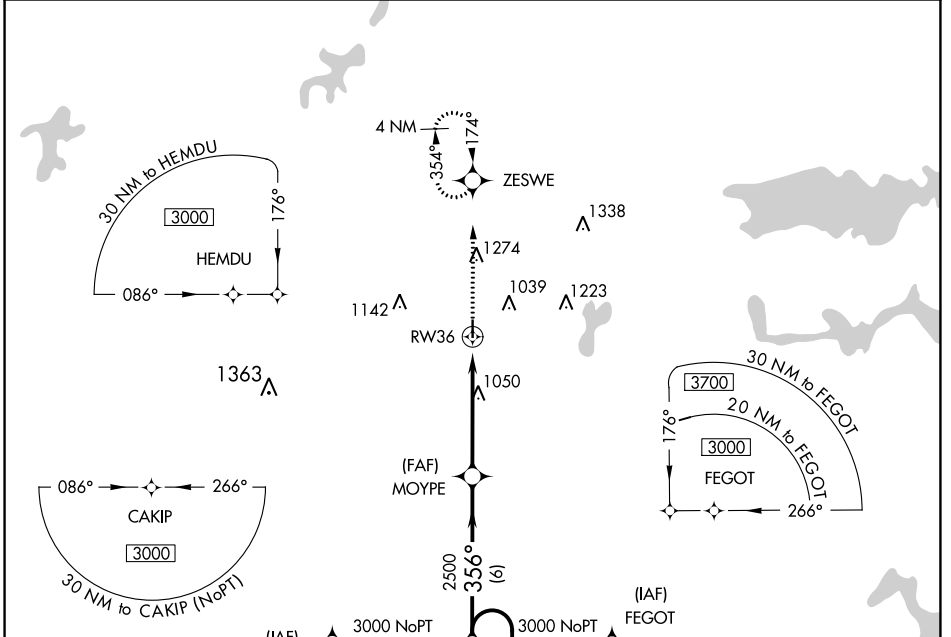 4 NM
174°
354°
ZESWE
30 NM to HEMDU
3000
176°
HEMDU
086°
1338
1274
1142
1039
1223
RW36
1363
1050
30 NM to FEGOT
3700
20 NM to FEGOT
176°
3000
FEGOT
266°
(FAF)
MOYPE
086°
266°
CAKIP
3000
30 NM to CAKIP (NoPT)
2500
356°
(6)
(IAF)
FEGOT
(IAF)
3000 NoPT
3000 NoPT